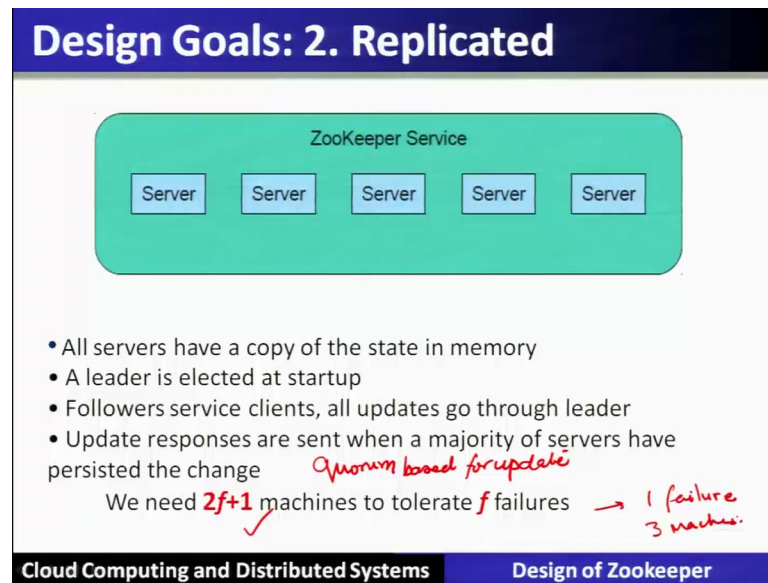 Design Goals: 2. Replicated
ZooKeeper Service
Server Server Server Server Server
• All servers have a copy of the state in memory
• A leader is elected at startup
• Followers service clients, all updates go through leader
• Update responses are sent when a majority of servers have
persisted the change Quorum based for update
We need 2f+1 machines to tolerate f failures → 1 failure
3
Cloud Computing and Distributed Systems Design of Zookeeper